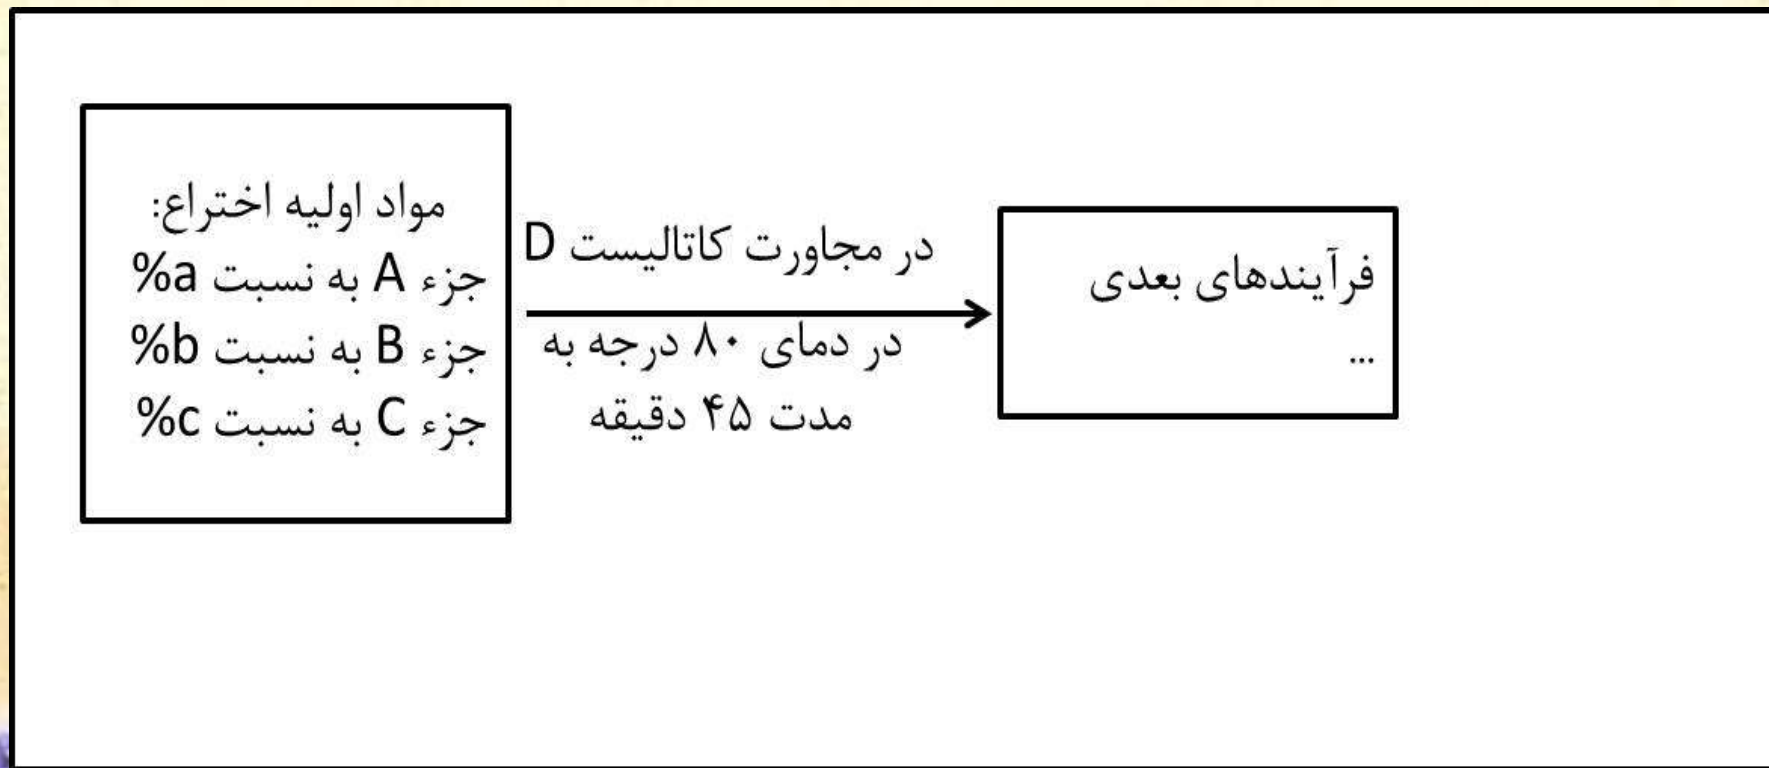 مواد اولیه اختراع:
جزء A به نسبت a%
جزء B به نسبت b%
جزء C به نسبت c%
در مجاورت کاتالیست D
در دمای ۸۰ درجه به
مدت ۴۵ دقیقه
فرآیندهای بعدی
...